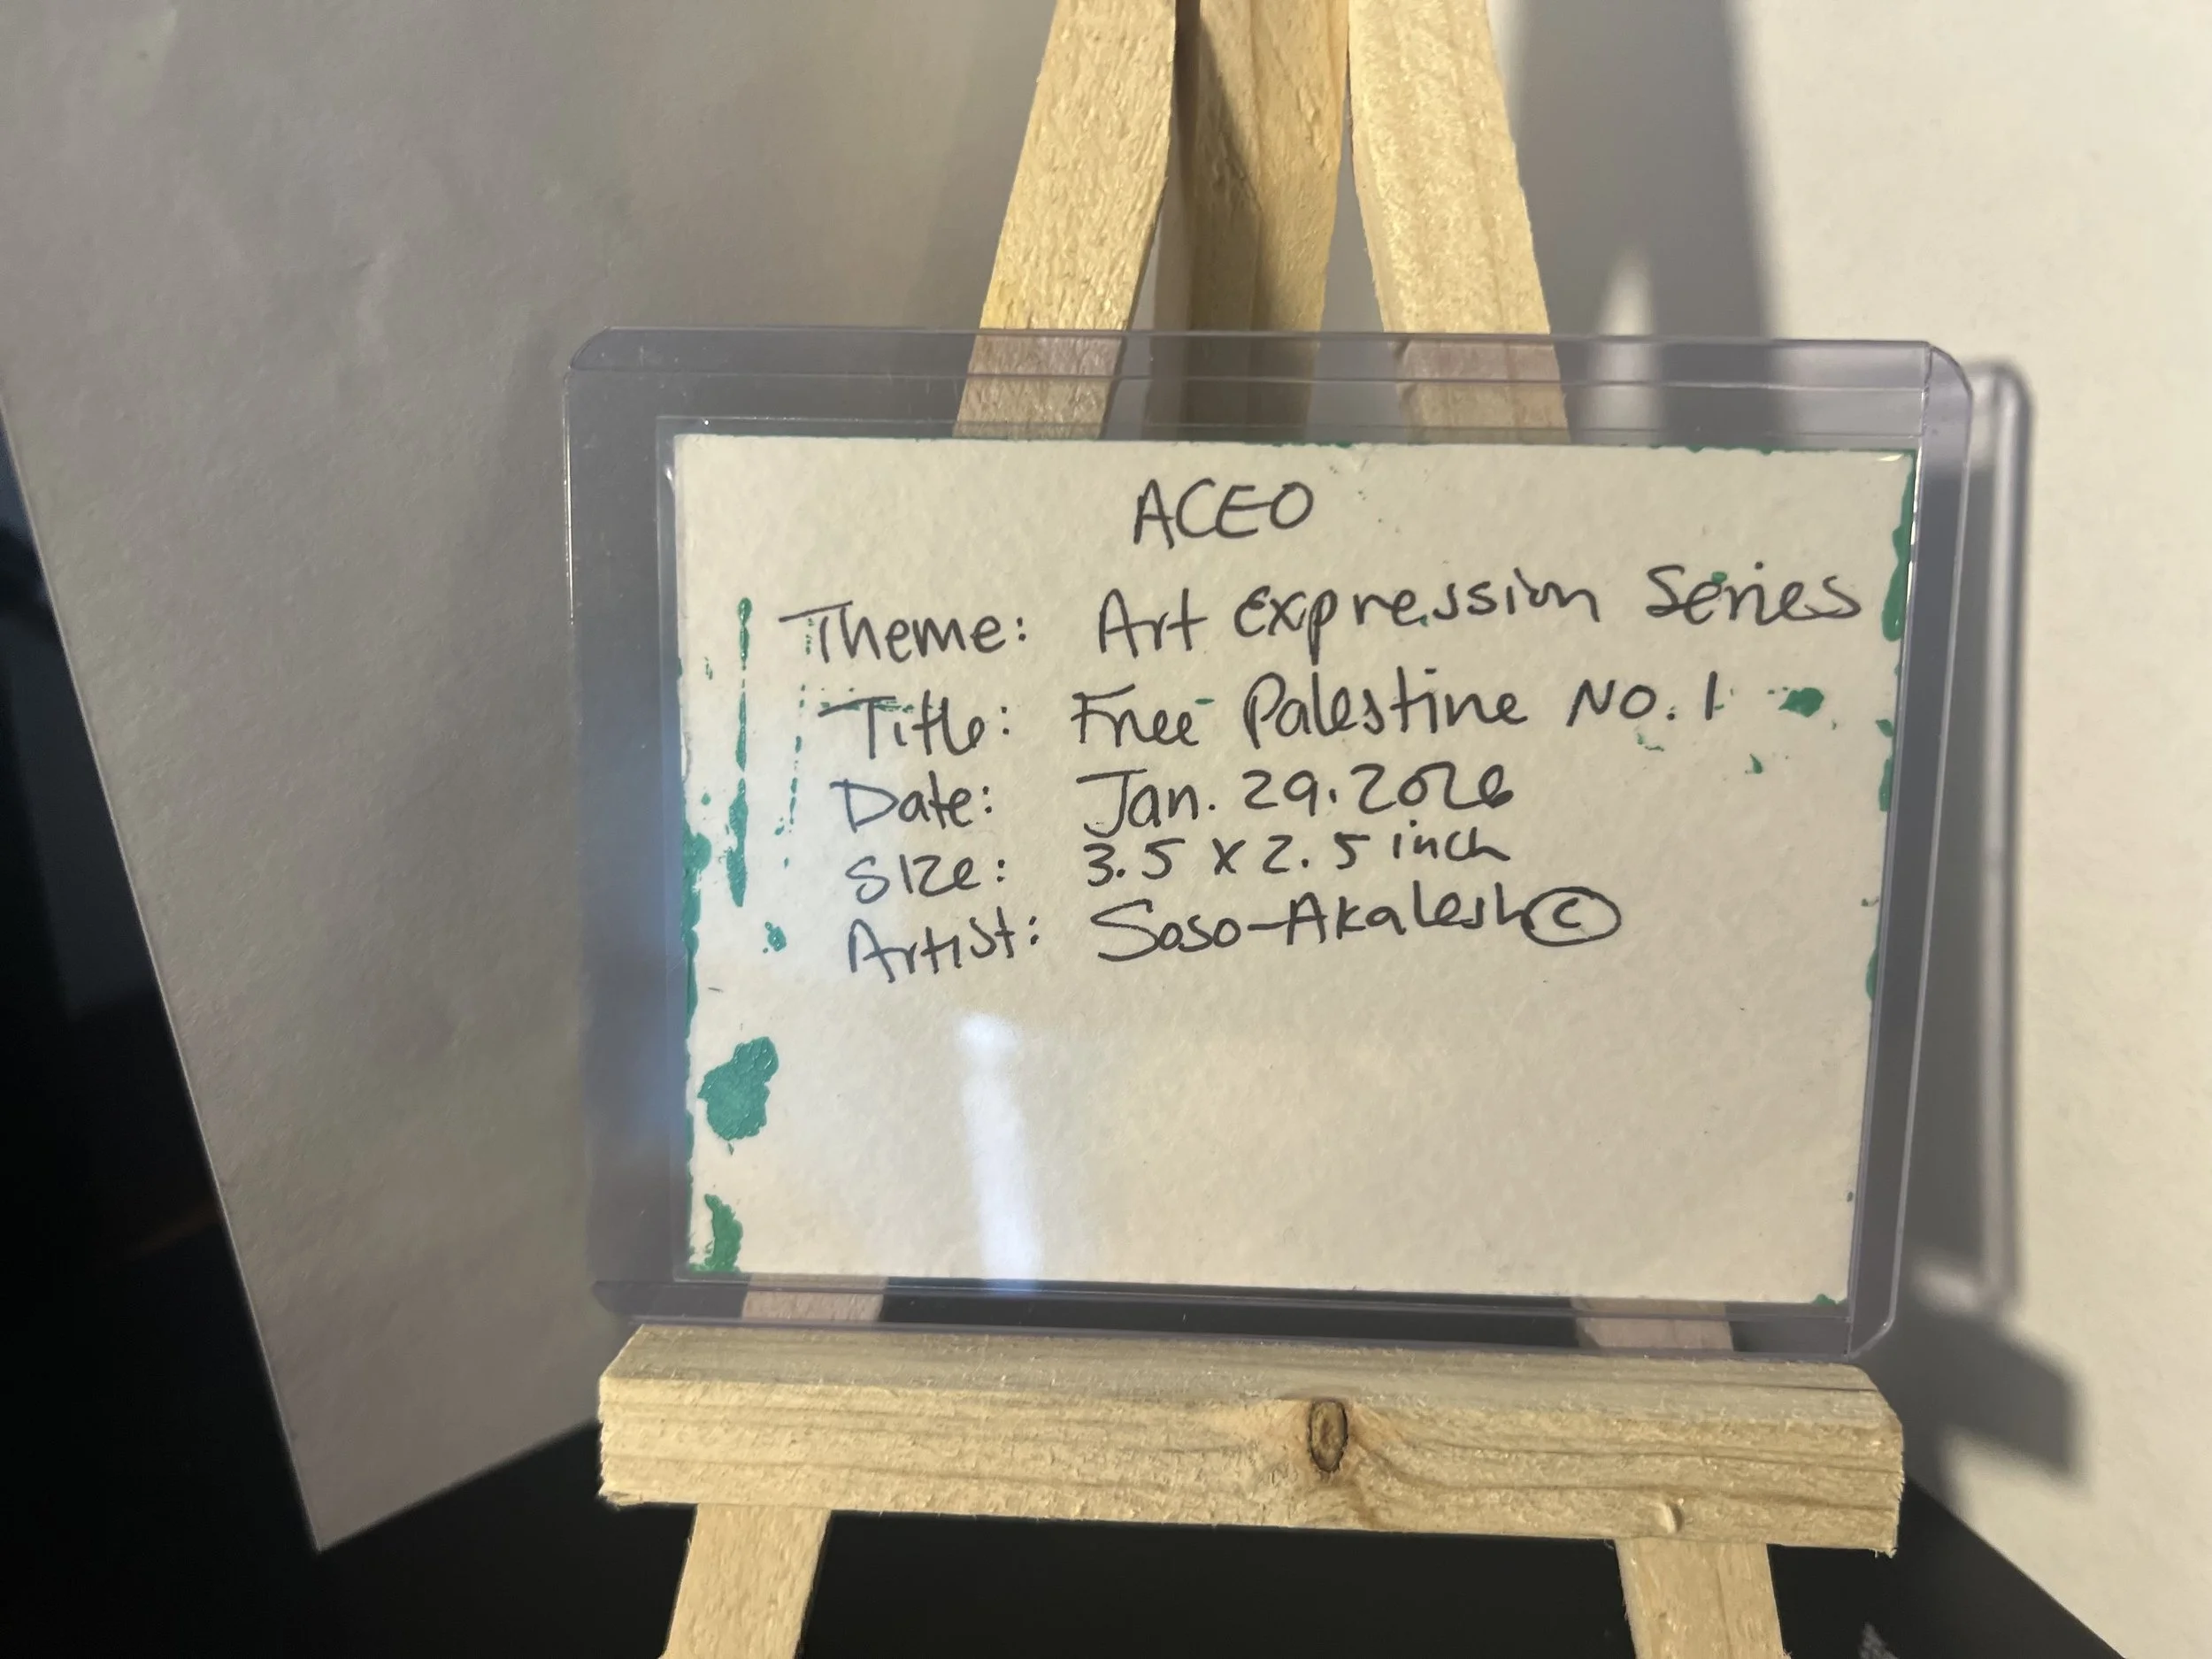 ACEO
Theme: Art Expression Series
Title: Free Palestine No. 1
Date: Jan. 29. 2026
Size: 3.5 x 2.5 inch
Artist: Soso-Akalesh ©